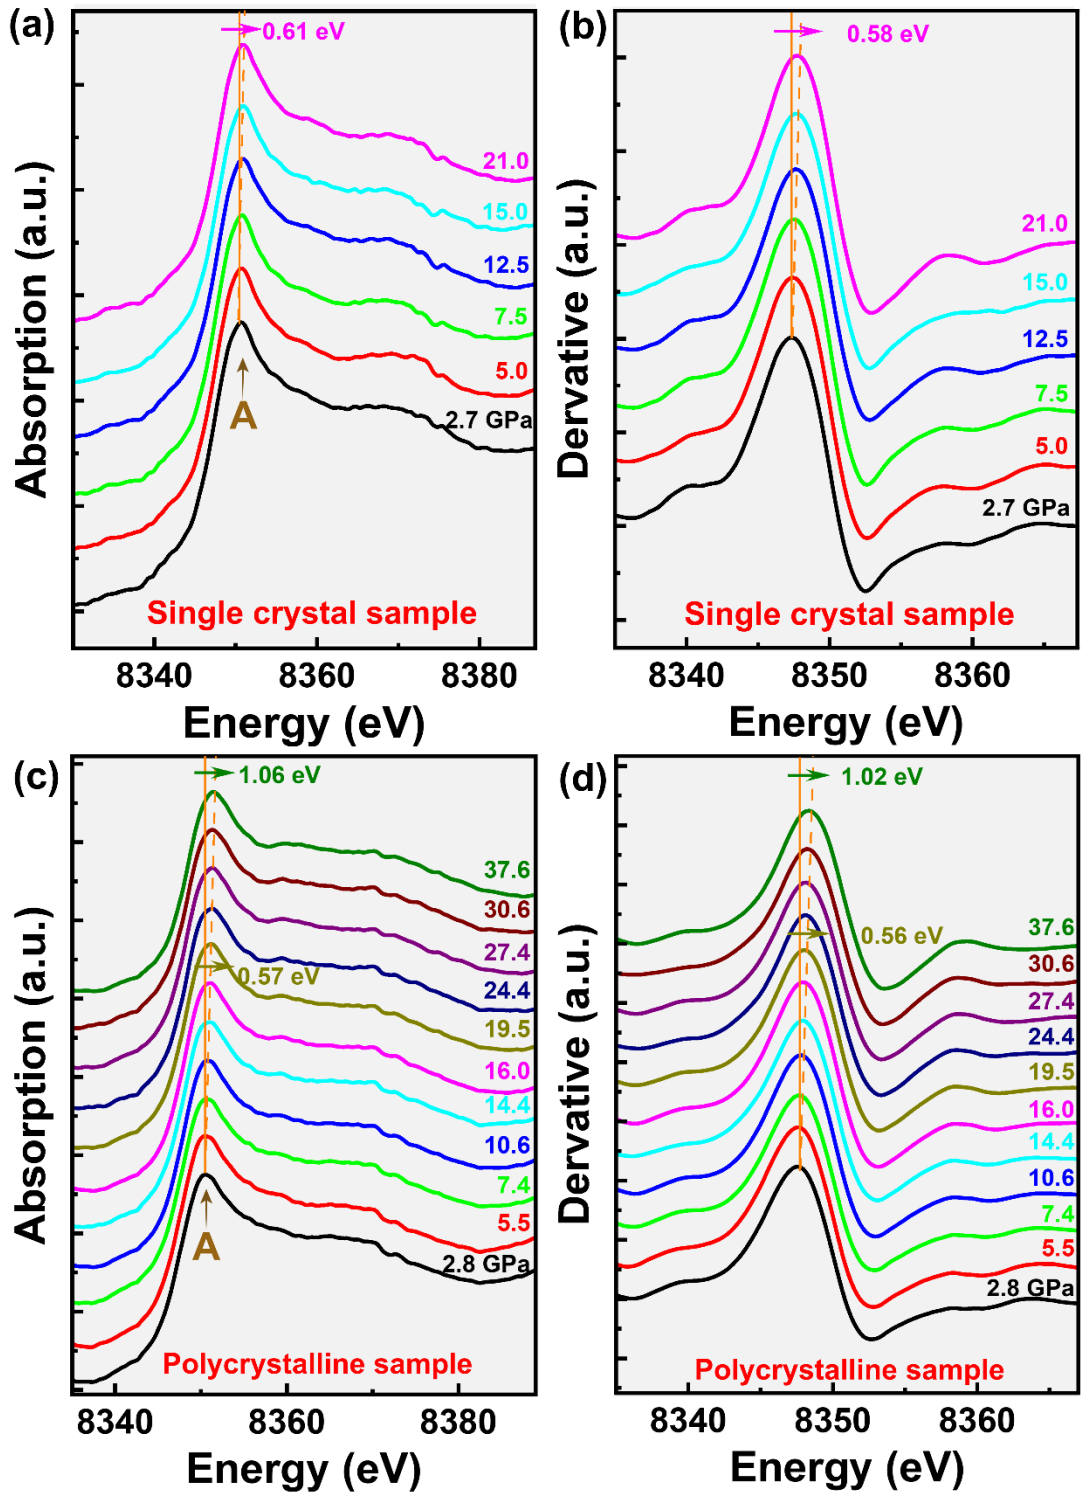 (a)
0.61 eV
21.0
15.0
12.5
7.5
5.0
2.7 GPa
A
Single crystal sample
Absorption (a.u.)
8340 8360 8380
Energy (eV)
(b)
0.58 eV
21.0
15.0
12.5
7.5
5.0
2.7 GPa
Single crystal sample
Dervative (a.u.)
8340 8350 8360
Energy (eV)
(c)
1.06 eV
37.6
30.6
27.4
24.4
0.57 eV
19.5
16.0
14.4
10.6
7.4
5.5
2.8 GPa
A
Polycrystalline sample
Absorption (a.u.)
8340 8360 8380
Energy (eV)
(d)
1.02 eV
37.6
0.56 eV
30.6
27.4
24.4
19.5
16.0
14.4
10.6
7.4
5.5
2.8 GPa
Polycrystalline sample
Dervative (a.u.)
8340 8350 8360
Energy (eV)